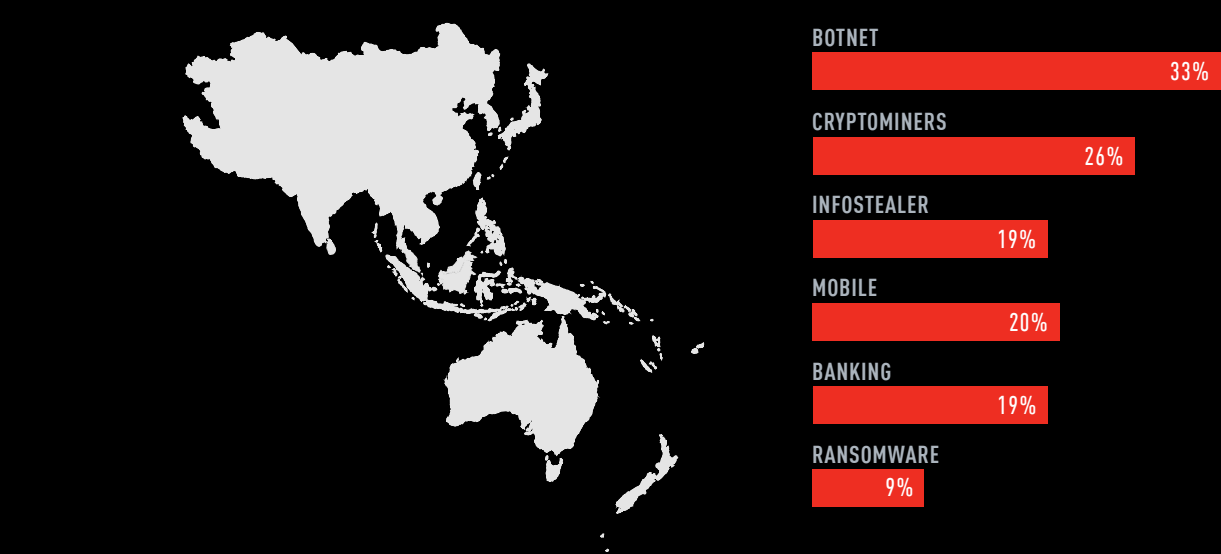 BOTNET
33%
CRYPTOMINERS
26%
INFOSTEALER
19%
MOBILE
20%
BANKING
19%
RANSOMWARE
9%